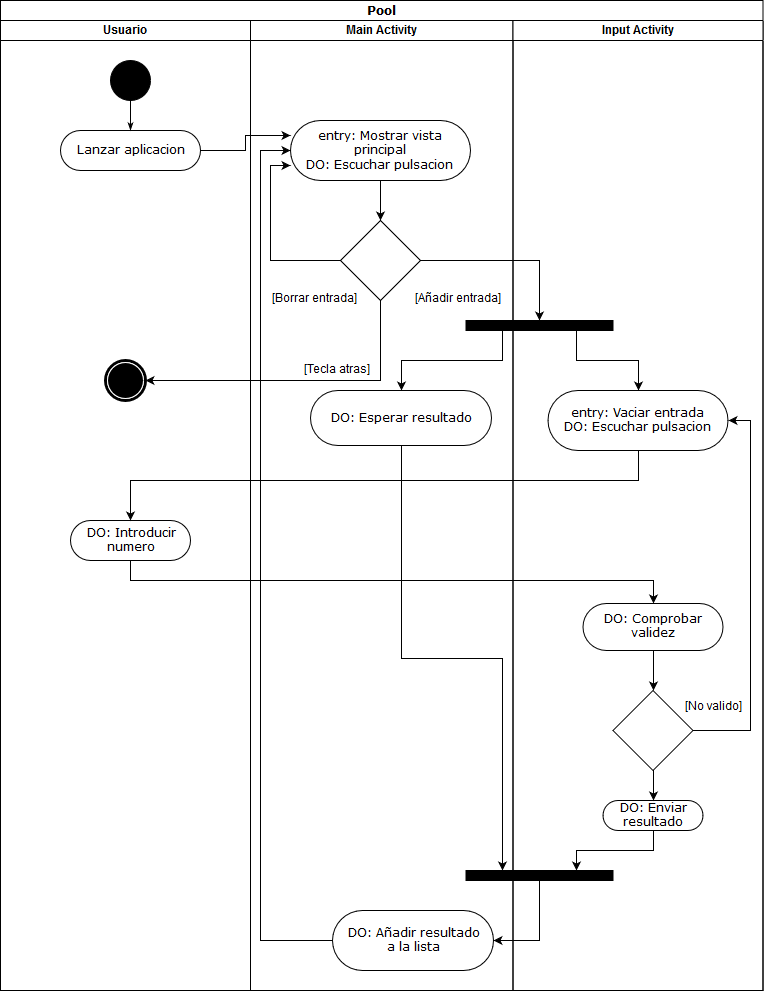 Pool
Usuario
Main Activity
Input Activity
entry: Mostrar vista
principal
DO: Escuchar pulsacion
Lanzar aplicacion
[Borrar entrada]
[Añadir entrada]
[Tecla atras]
DO: Esperar resultado
entry: Vaciar entrada
DO: Escuchar pulsacion
DO: Introducir
numero
DO: Comprobar
validez
[No valido]
DO: Enviar
resultado
DO: Añadir resultado
a la lista